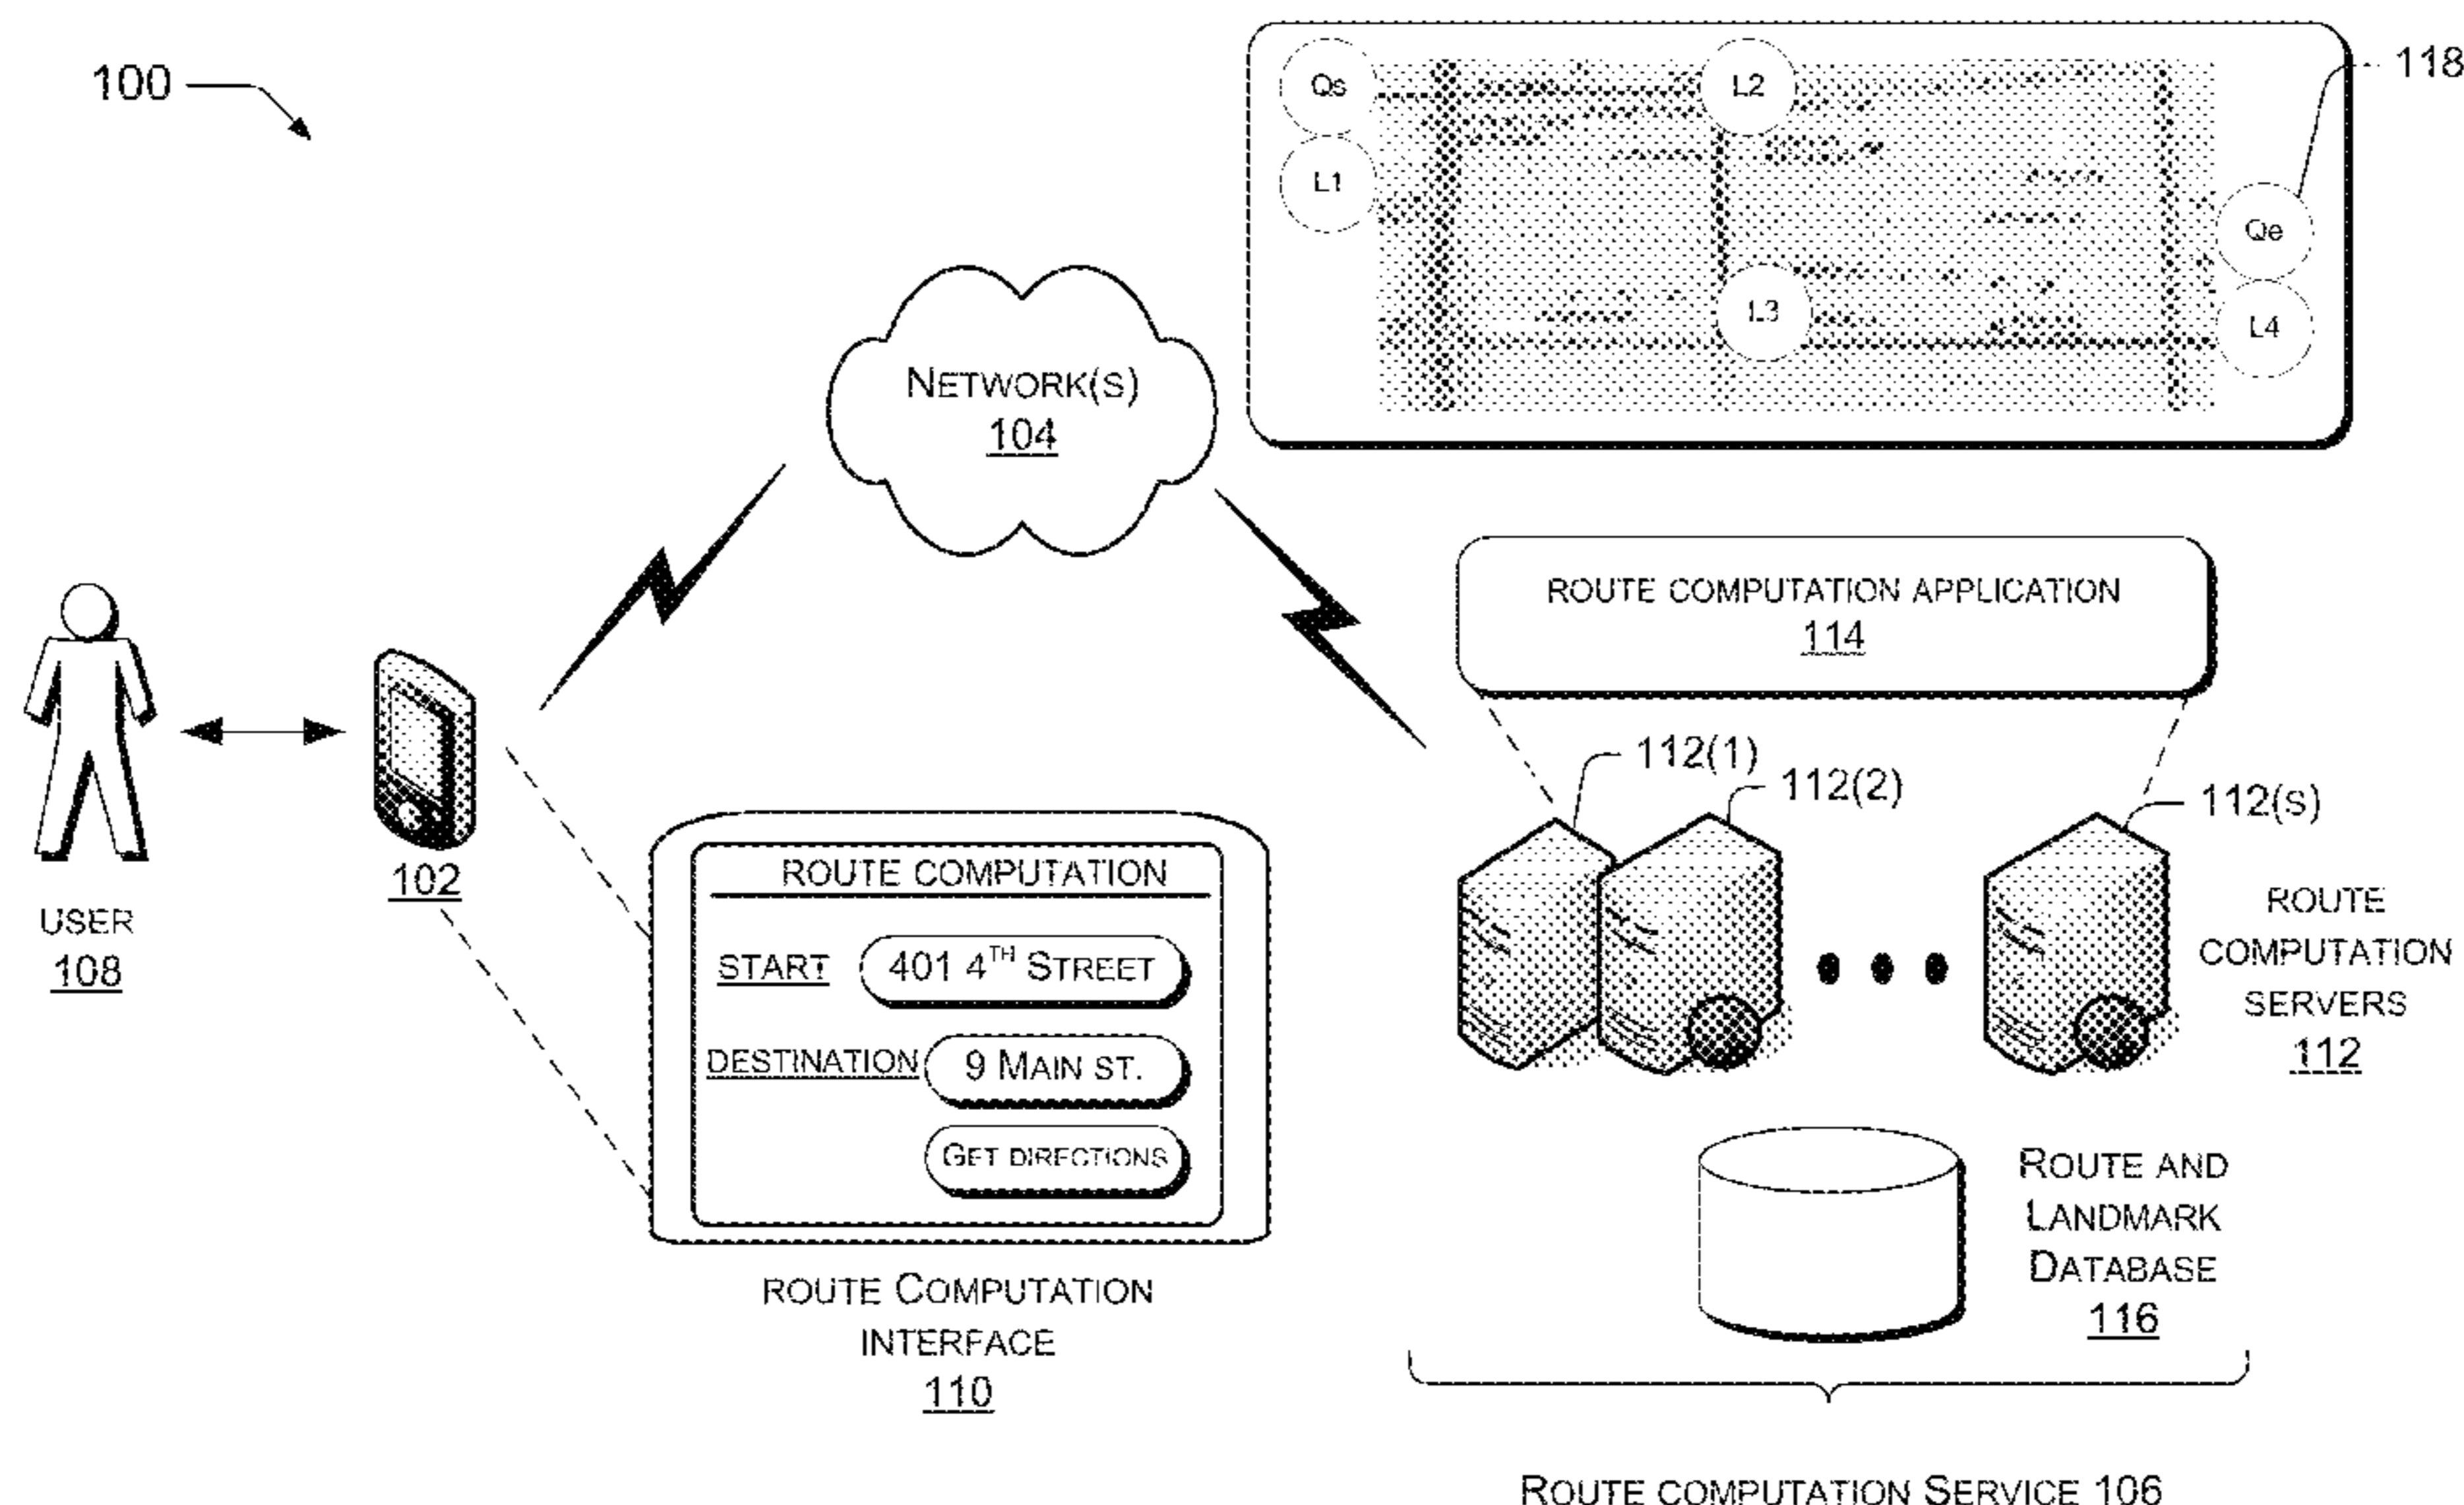 100
Qs
L1
L2
L3
Qe
L4
118
NETWORK(S)
104
ROUTE COMPUTATION APPLICATION
114
112(1)
112(2)
112(S)
ROUTE
COMPUTATION
SERVERS
112
USER
108
102
ROUTE COMPUTATION
START 401 4TH STREET
DESTINATION 9 MAIN ST.
GET DIRECTIONS
ROUTE COMPUTATION
INTERFACE
110
ROUTE AND
LANDMARK
DATABASE
116
ROUTE COMPUTATION SERVICE 106